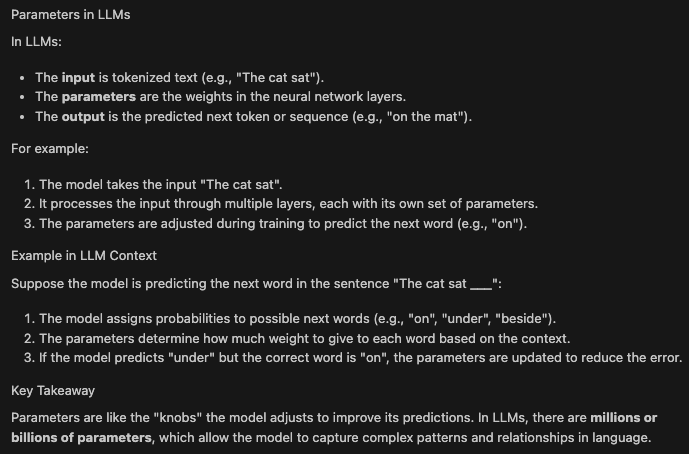 Parameters in LLMs
In LLMs:
• The input is tokenized text (e.g., "The cat sat").
• The parameters are the weights in the neural network layers.
• The output is the predicted next token or sequence (e.g., "on the mat").
For example:
1. The model takes the input "The cat sat".
2. It processes the input through multiple layers, each with its own set of parameters.
3. The parameters are adjusted during training to predict the next word (e.g., "on").
Example in LLM Context
Suppose the model is predicting the next word in the sentence "The cat sat ___":
1. The model assigns probabilities to possible next words (e.g., "on", "under", "beside").
2. The parameters determine how much weight to give to each word based on the context.
3. If the model predicts "under" but the correct word is "on", the parameters are updated to reduce the error.
Key Takeaway
Parameters are like the "knobs" the model adjusts to improve its predictions. In LLMs, there are millions or
billions of parameters, which allow the model to capture complex patterns and relationships in language.